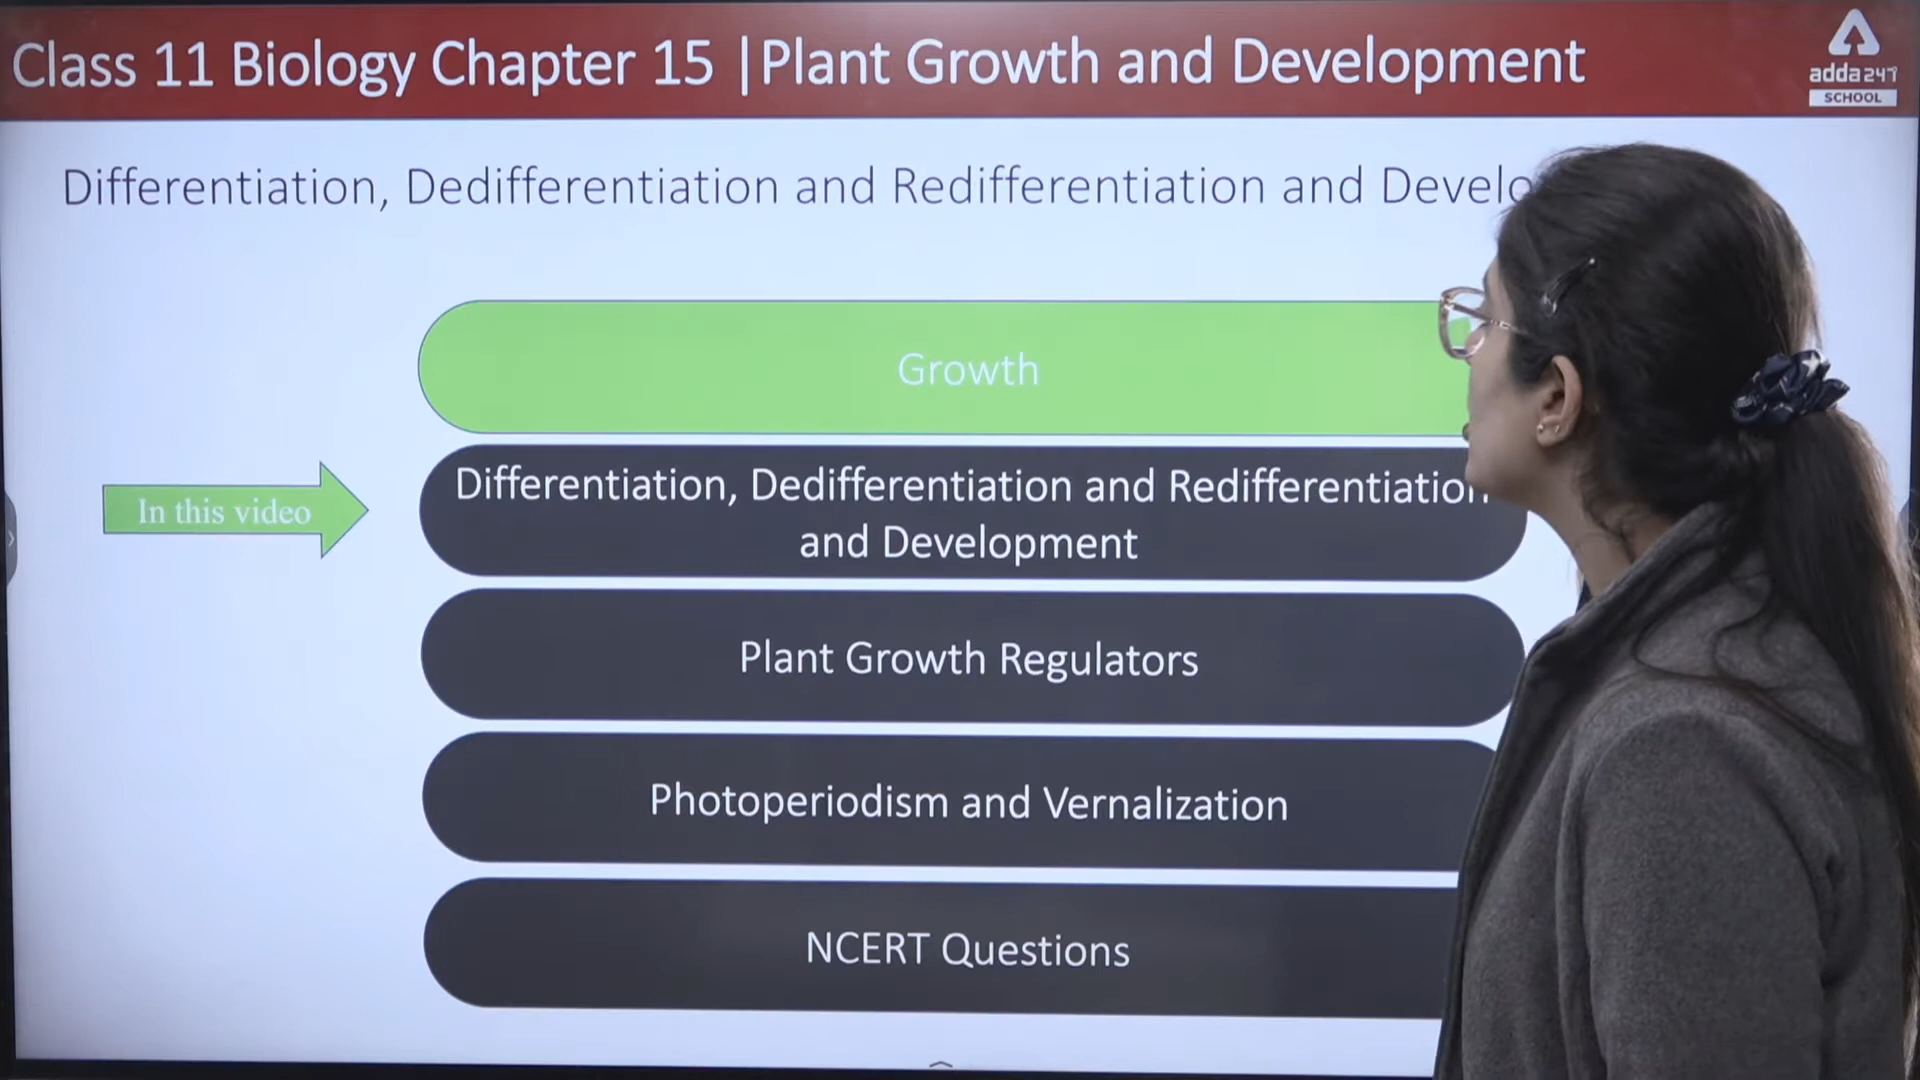 Class 11 Biology Chapter 15 |Plant Growth and Development
adda247
SCHOOL
Differentiation, Dedifferentiation and Redifferentiation and Develo
Growth
In this video
Differentiation, Dedifferentiation and Redifferentiation
and Development
Plant Growth Regulators
Photoperiodism and Vernalization
NCERT Questions